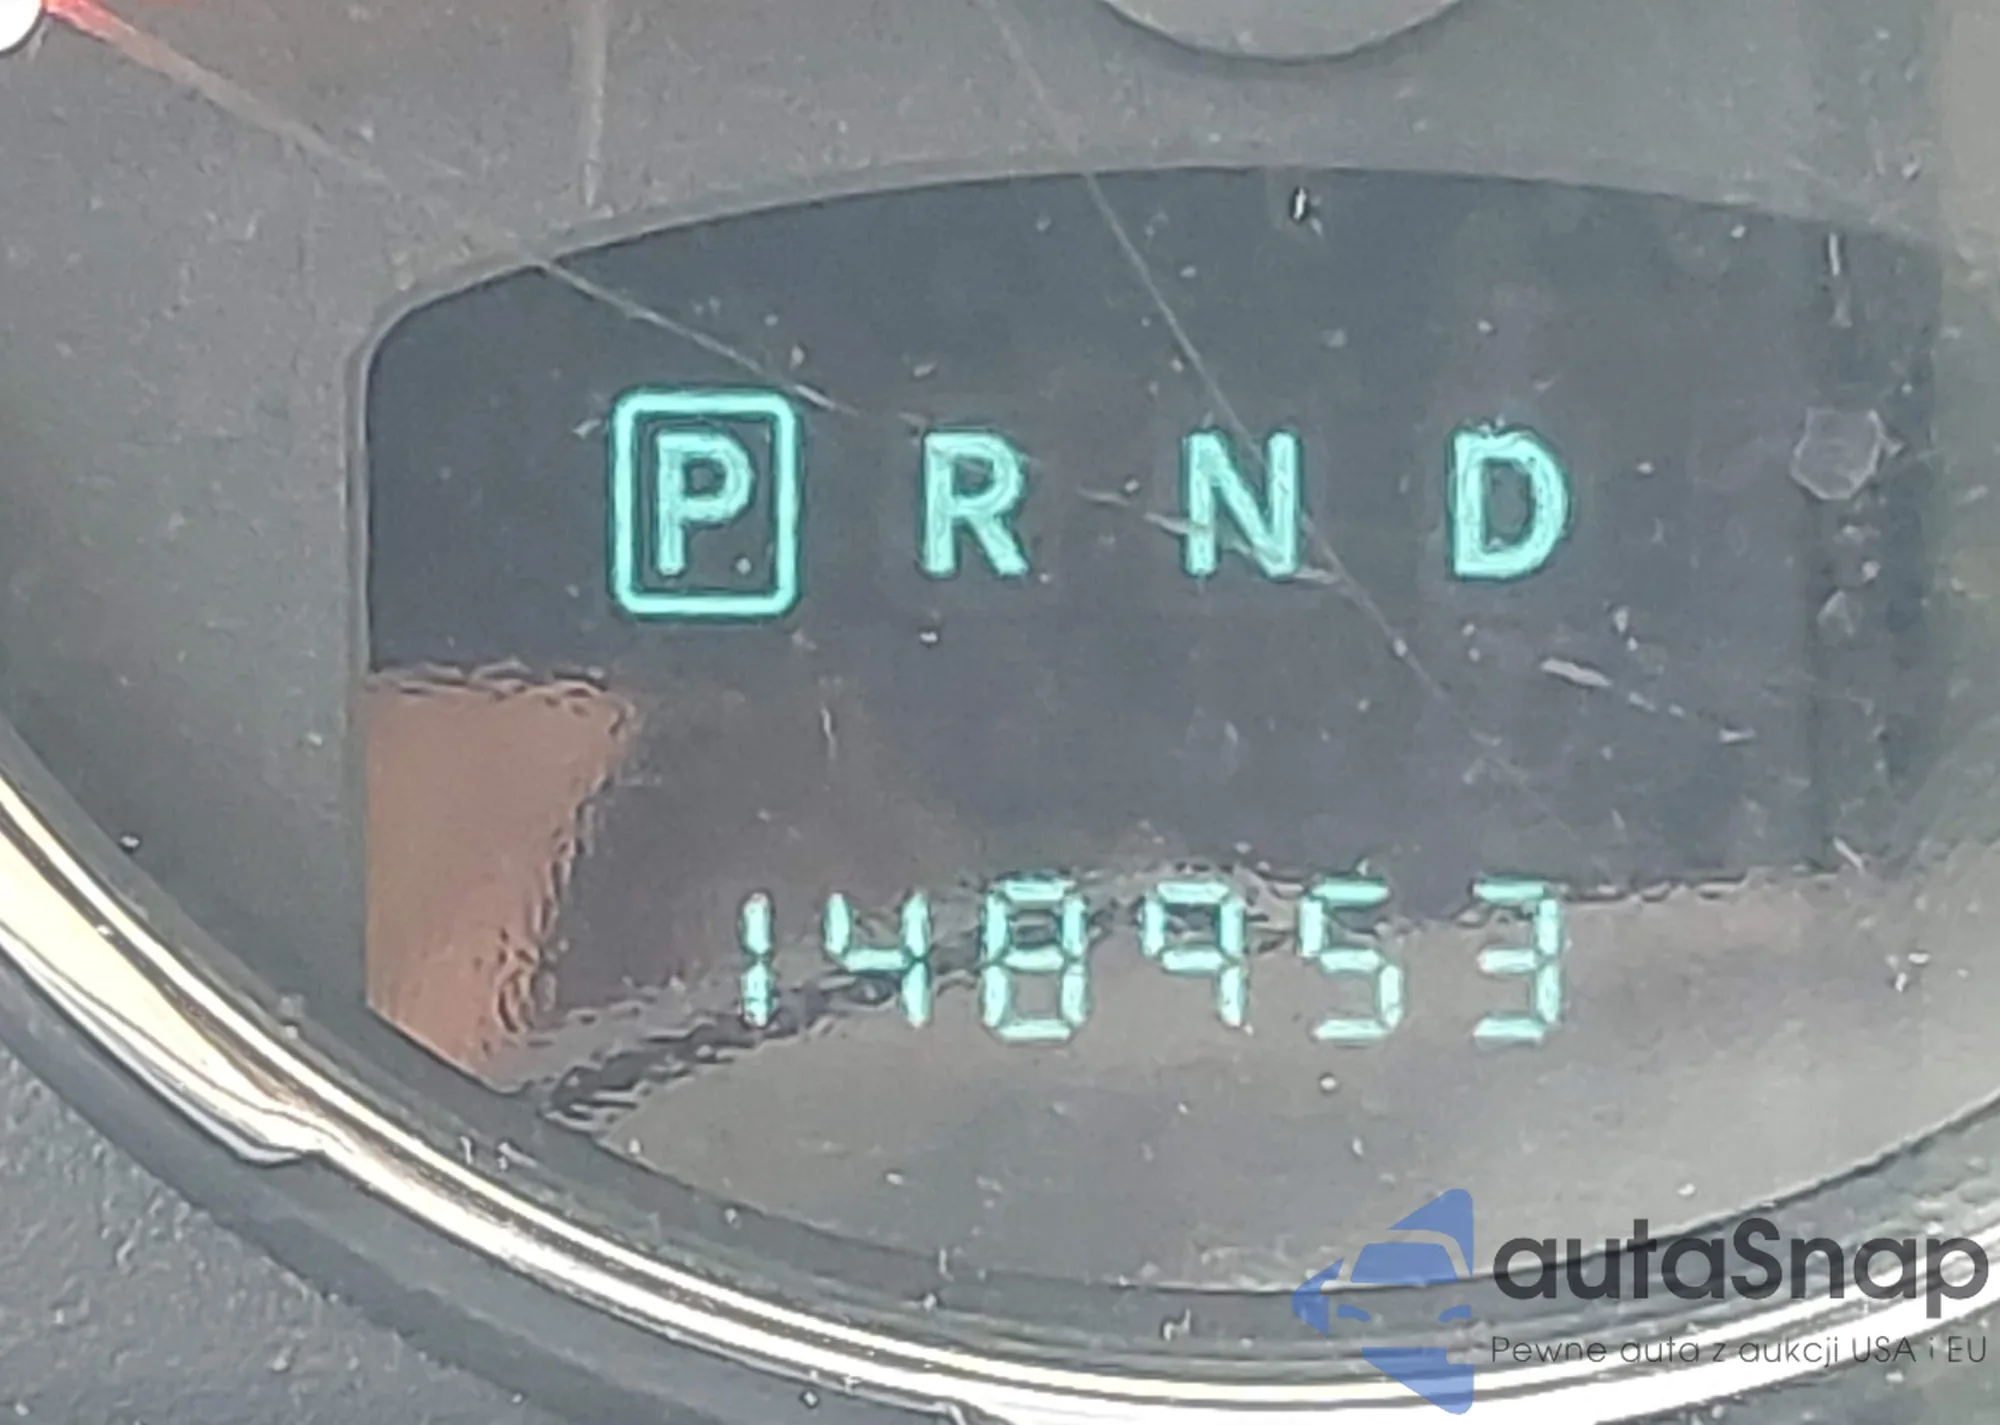 P R N D
148953
autaSnap
Pewne auta z aukcji USA i EU